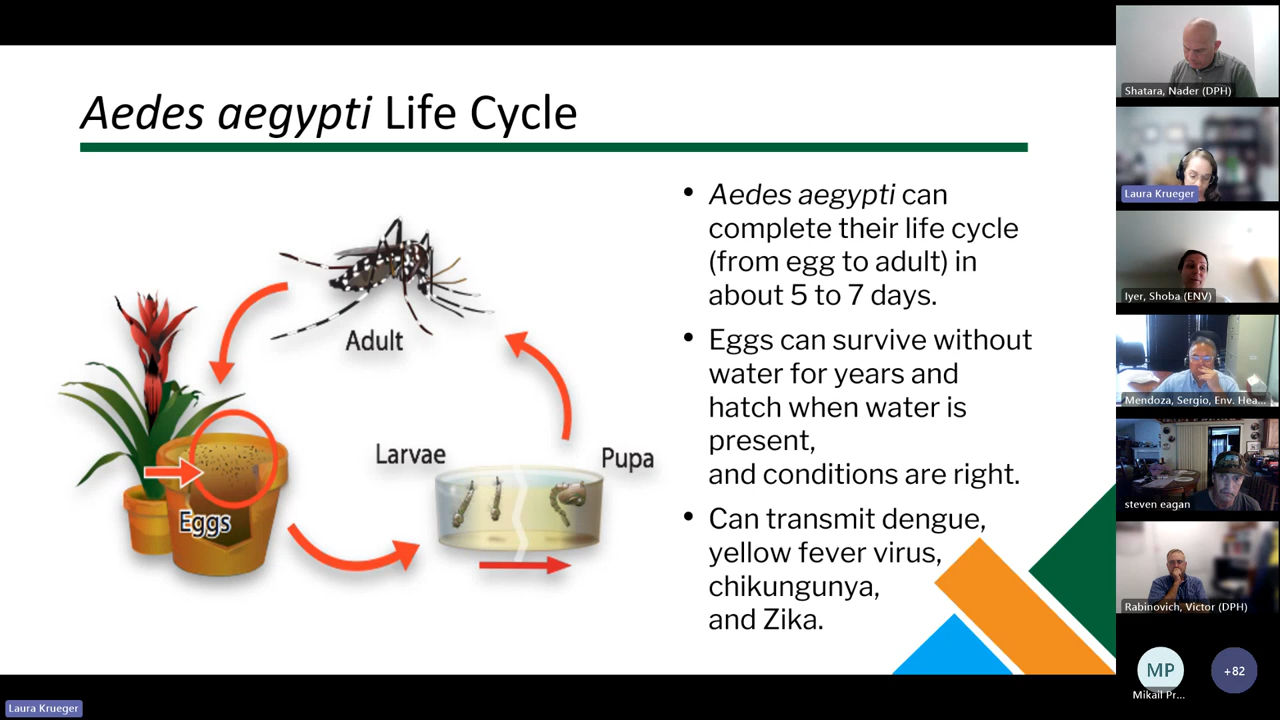 Aedes aegypti Life Cycle
Adult
Eggs
Larvae
Pupa
• Aedes aegypti can
complete their life cycle
(from egg to adult) in
about 5 to 7 days.
• Eggs can survive without
water for years and
hatch when water is
present,
and conditions are right.
• Can transmit dengue,
yellow fever virus,
chikungunya,
and Zika.
Shatara, Nader (DPH)
Laura Krueger
Iyer, Shoba (ENV)
Mendoza, Sergio, Env. Hea...
steven eagan
Rabinovich, Victor (DPH)
MP
Mikail Pr...
+82
Laura Krueger